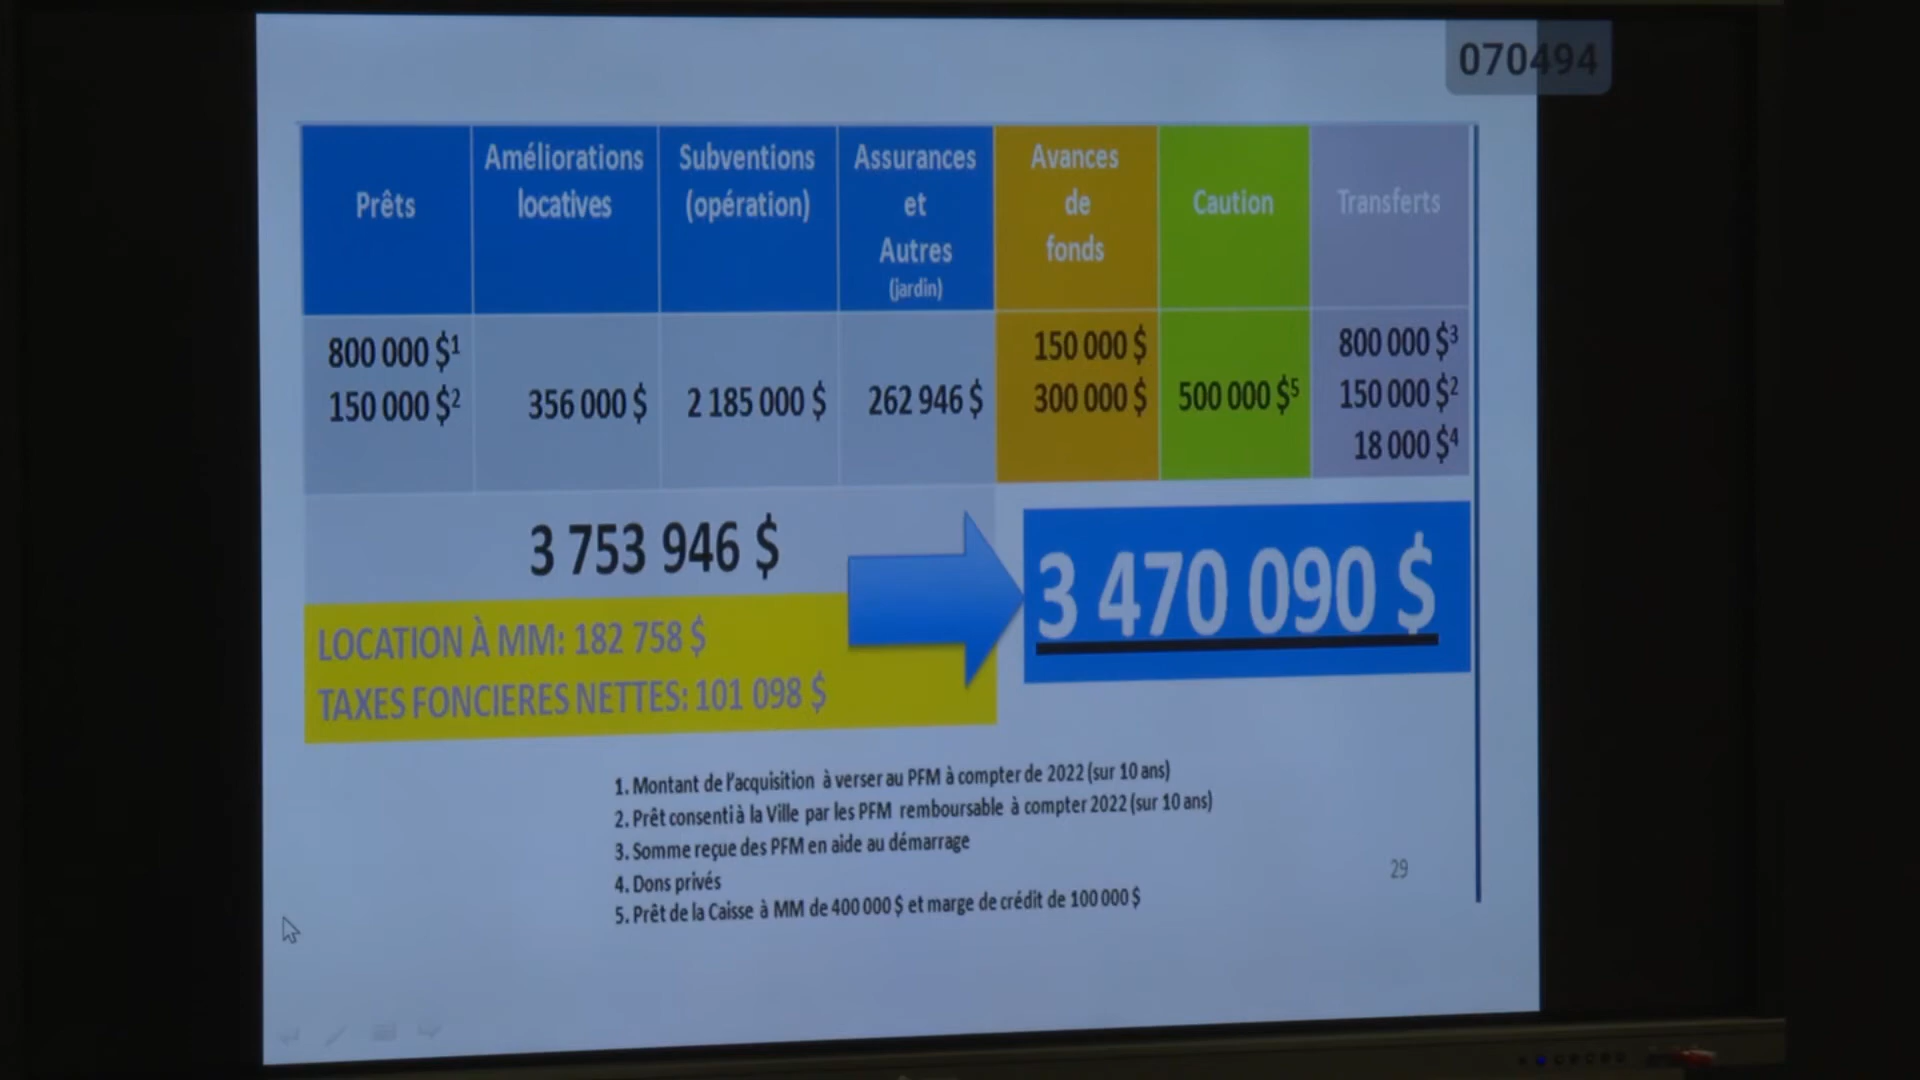 070494
Prêts
Améliorations
locatives
Subventions
(opération)
Assurances
et
Autres
(jardin)
Avances
de
fonds
Caution
Transferts
800 000 $¹
150 000 $²
356 000 $
2 185 000 $
262 946 $
150 000 $
300 000 $
500 000 $⁵
800 000 $³
150 000 $²
18 000 $⁴
3 753 946 $
3 470 090 $
LOCATION À MM: 182 758 $
TAXES FONCIERES NETTES: 101 098 $
1. Montant de l'acquisition à verser au PFM à compter de 2022 (sur 10 ans)
2. Prêt consenti à la Ville par les PFM remboursable à compter 2022 (sur 10 ans)
3. Somme reçue des PFM en aide au démarrage
4. Dons privés
5. Prêt de la Caisse à MM de 400 000 $ et marge de crédit de 100 000 $
29